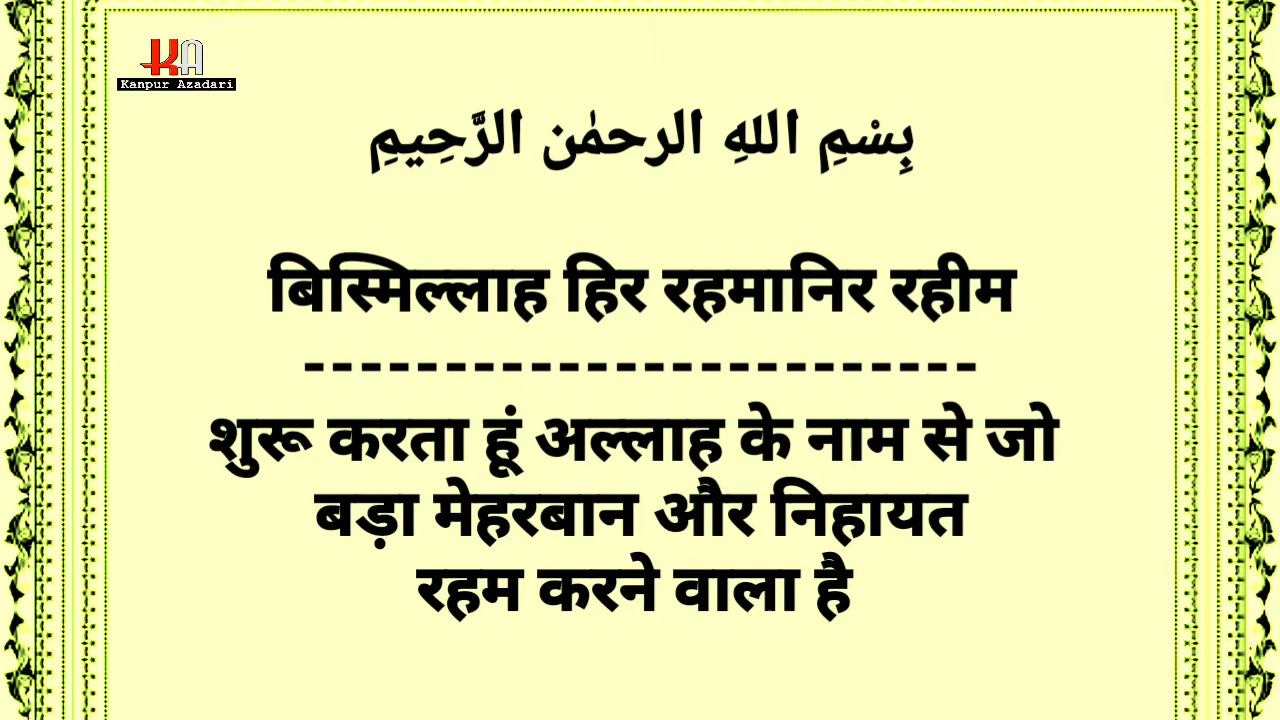 KA
Kanpur Azadari
بِسْمِ اللهِ الرحمٰن الرَّحِيمِ
बिस्मिल्लाह हिर रहमानिर रहीम
------------------------
शुरू करता हूं अल्लाह के नाम से जो
बड़ा मेहरबान और निहायत
रहम करने वाला है